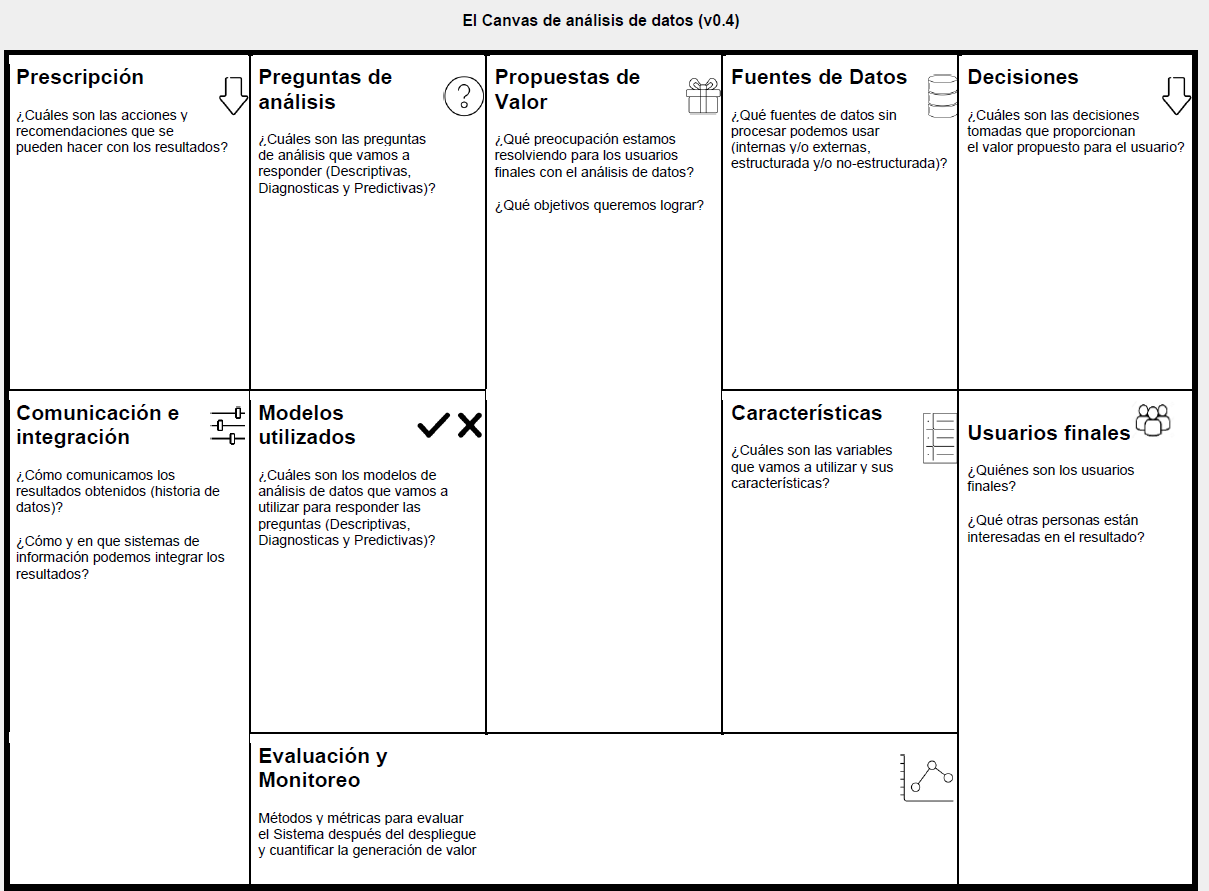 El Canvas de análisis de datos (v0.4)
Prescripción
¿Cuáles son las acciones y
recomendaciones que se
pueden hacer con los resultados?
Preguntas de
análisis
¿Cuáles son las preguntas
de análisis que vamos a
responder (Descriptivas,
Diagnosticas y Predictivas)?
Propuestas de
Valor
¿Qué preocupación estamos
resolviendo para los usuarios
finales con el análisis de datos?
¿Qué objetivos queremos lograr?
Fuentes de Datos
¿Qué fuentes de datos sin
procesar podemos usar
(internas y/o externas,
estructurada y/o no-estructurada)?
Decisiones
¿Cuáles son las decisiones
tomadas que proporcionan
el valor propuesto para el usuario?
Comunicación e
integración
¿Cómo comunicamos los
resultados obtenidos (historia de
datos)?
¿Cómo y en que sistemas de
información podemos integrar los
resultados?
Modelos
utilizados
¿Cuáles son los modelos de
análisis de datos que vamos a
utilizar para responder las
preguntas (Descriptivas,
Diagnosticas y Predictivas)?
Características
¿Cuáles son las variables
que vamos a utilizar y sus
características?
Usuarios finales
¿Quiénes son los usuarios
finales?
¿Qué otras personas están
interesadas en el resultado?
Evaluación y
Monitoreo
Métodos y métricas para evaluar
el Sistema después del despliegue
y cuantificar la generación de valor